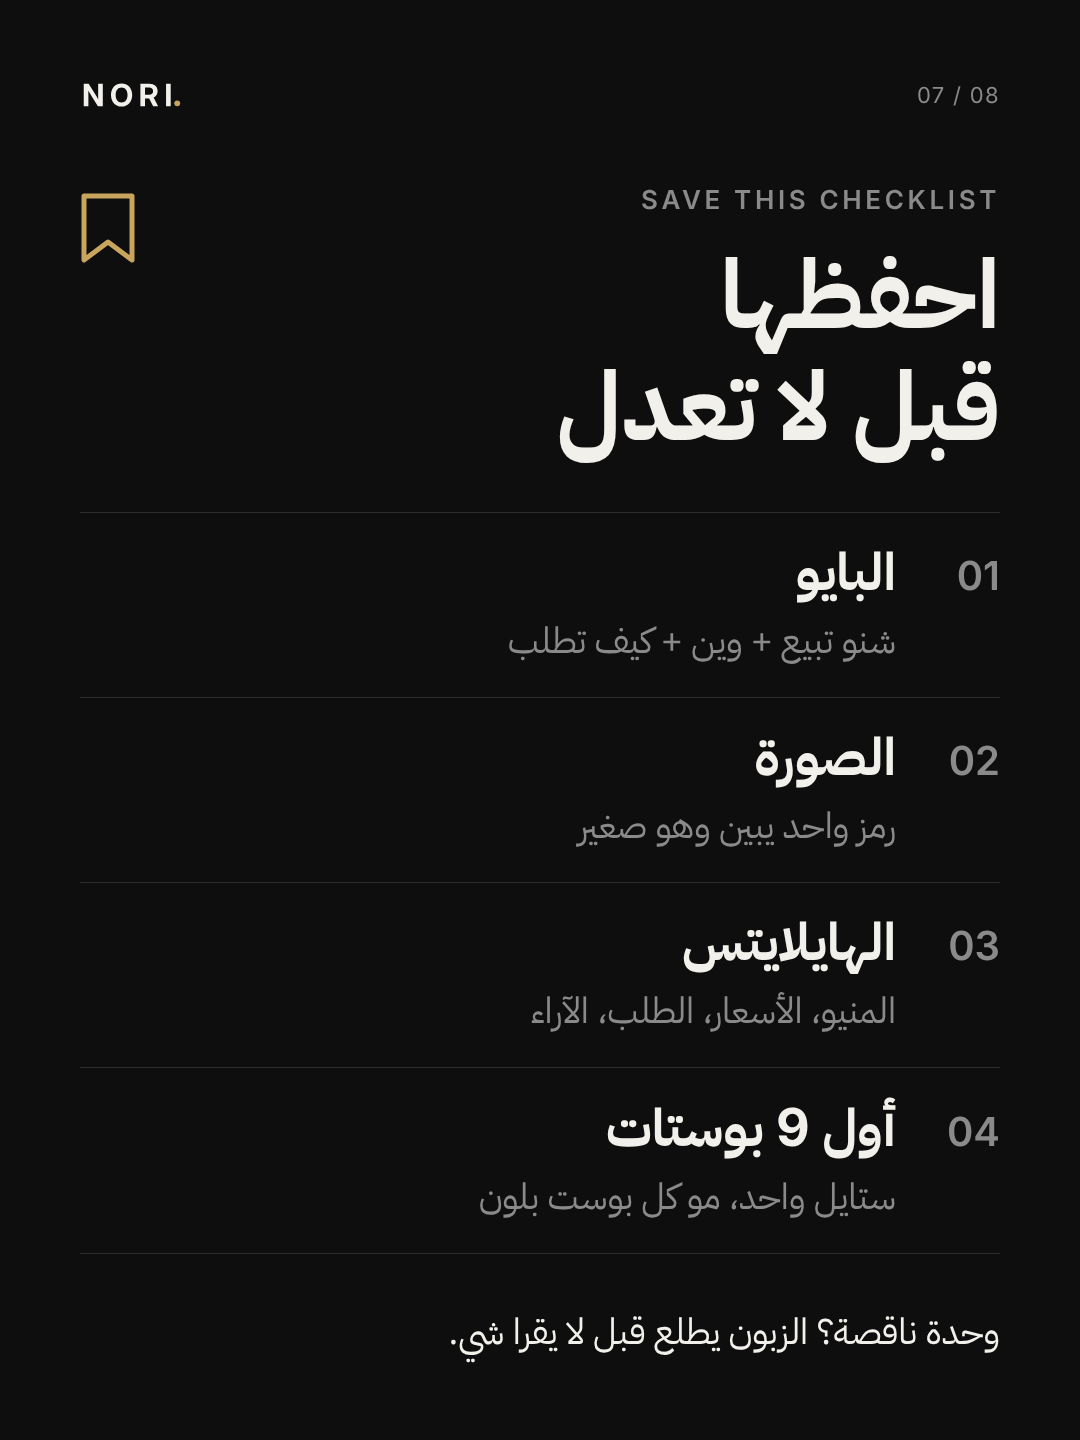 NORI.
07 / 08
SAVE THIS CHECKLIST
احفظها
قبل لا تعدل
01 البايو
شنو تبيع + وين + كيف تطلب
02 الصورة
رمز واحد يبين وهو صغير
03 الهايلايتس
المنيو، الأسعار، الطلب، الآراء
04 أول 9 بوستات
ستايل واحد، مو كل بوست بلون
وحدة ناقصة؟ الزبون يطلع قبل لا يقرا شي.